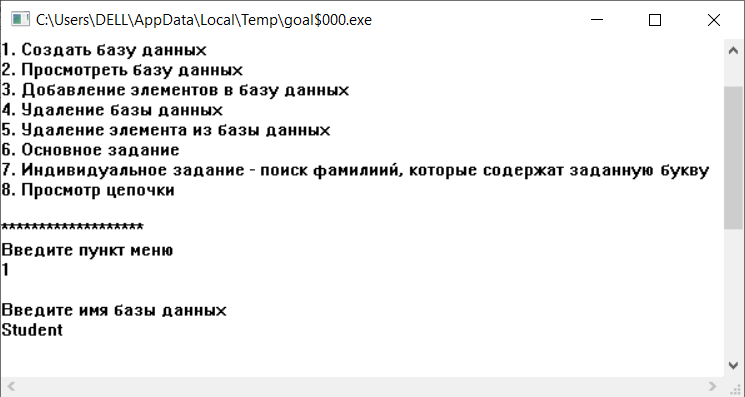 C:\Users\DELL\AppData\Local\Temp\goal$000.exe
1. Создать базу данных
2. Просмотреть базу данных
3. Добавление элементов в базу данных
4. Удаление базы данных
5. Удаление элемента из базы данных
6. Основное задание
7. Индивидуальное задание - поиск фамилиий, которые содержат заданную букву
8. Просмотр цепочки
*******************
Введите пункт меню
1
Введите имя базы данных
Student